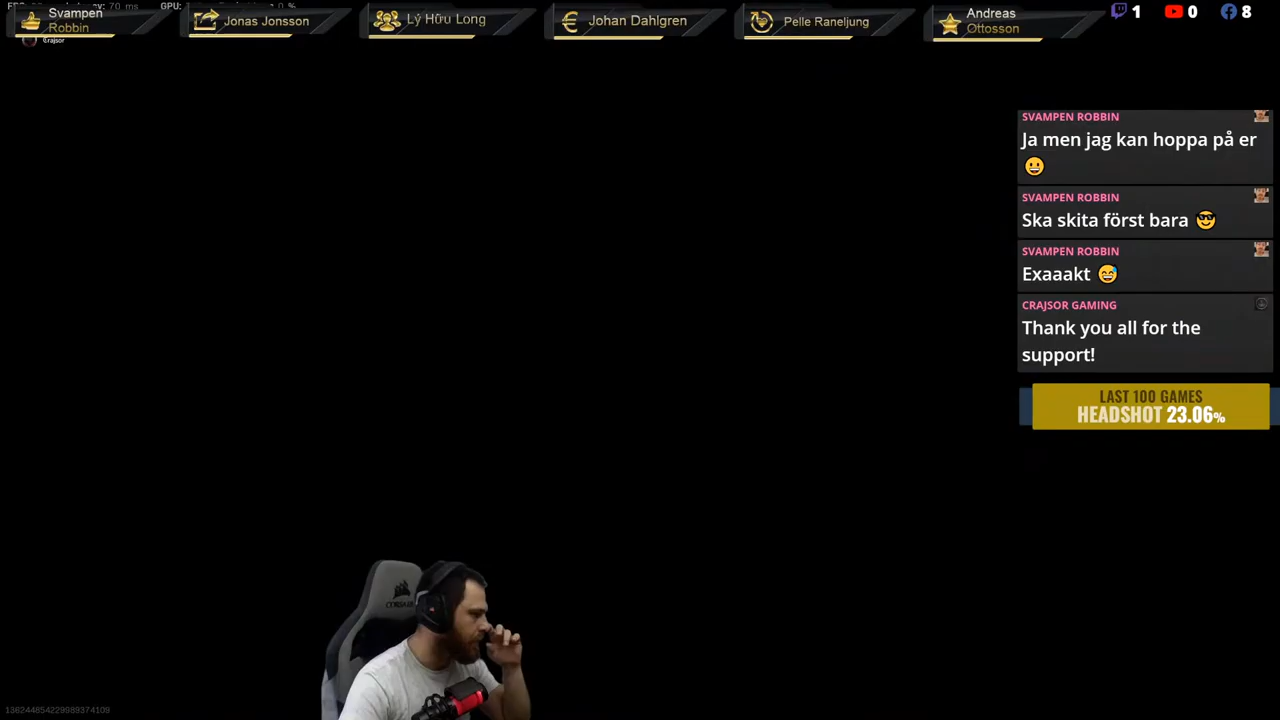 Svampen
Robbin
Jonas Jonsson
Lý Hữu Long
Johan Dahlgren
Pelle Raneljung
Andreas
Ottosson
1
0
8
Crajsor
SVAMPEN ROBBIN
Ja men jag kan hoppa på er
😀
SVAMPEN ROBBIN
Ska skita först bara 😎
SVAMPEN ROBBIN
Exaaakt 😅
CRAJSOR GAMING
Thank you all for the
support!
LAST 100 GAMES
HEADSHOT 23.06%